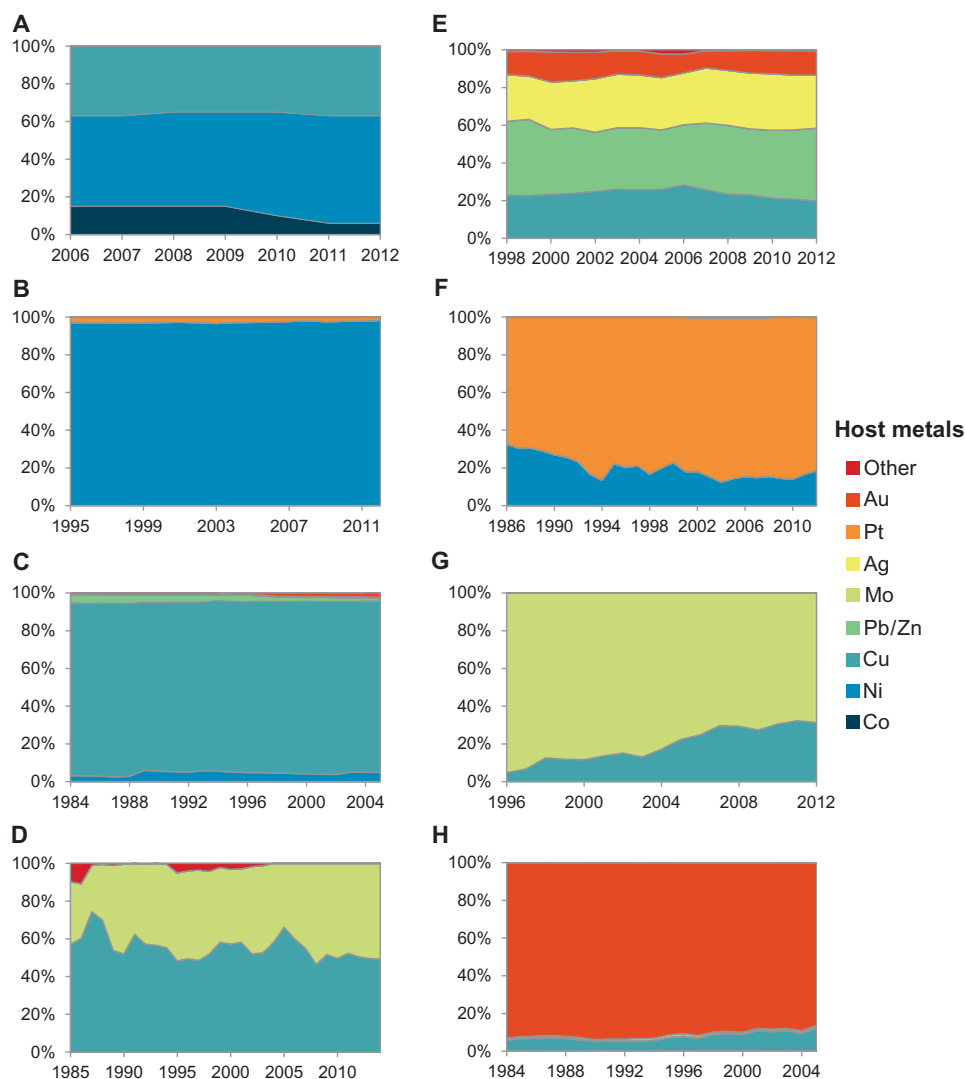 A
100%
80%
60%
40%
20%
0%
2006 2007 2008 2009 2010 2011 2012
B
100%
80%
60%
40%
20%
0%
1995 1999 2003 2007 2011
C
100%
80%
60%
40%
20%
0%
1984 1988 1992 1996 2000 2004
D
100%
80%
60%
40%
20%
0%
1985 1990 1995 2000 2005 2010
E
100%
80%
60%
40%
20%
0%
1998 2000 2002 2004 2006 2008 2010 2012
F
100%
80%
60%
40%
20%
0%
1986 1990 1994 1998 2002 2006 2010
G
100%
80%
60%
40%
20%
0%
1996 2000 2004 2008 2012
H
100%
80%
60%
40%
20%
0%
1984 1988 1992 1996 2000 2004
Host metals
Other
Au
Pt
Ag
Mo
Pb/Zn
Cu
Ni
Co